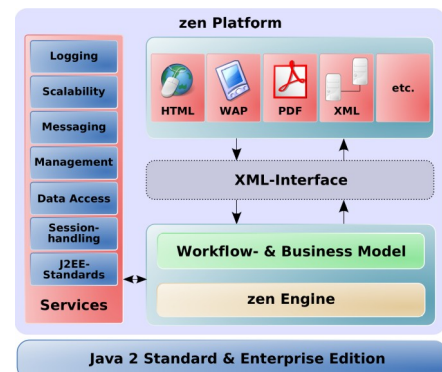 zen Platform
Logging
Scalability
Messaging
Management
Data Access
Session-
handling
J2EE-
Standards
Services
HTML
WAP
PDF
XML
etc.
XML-Interface
Workflow- & Business Model
zen Engine
Java 2 Standard & Enterprise Edition